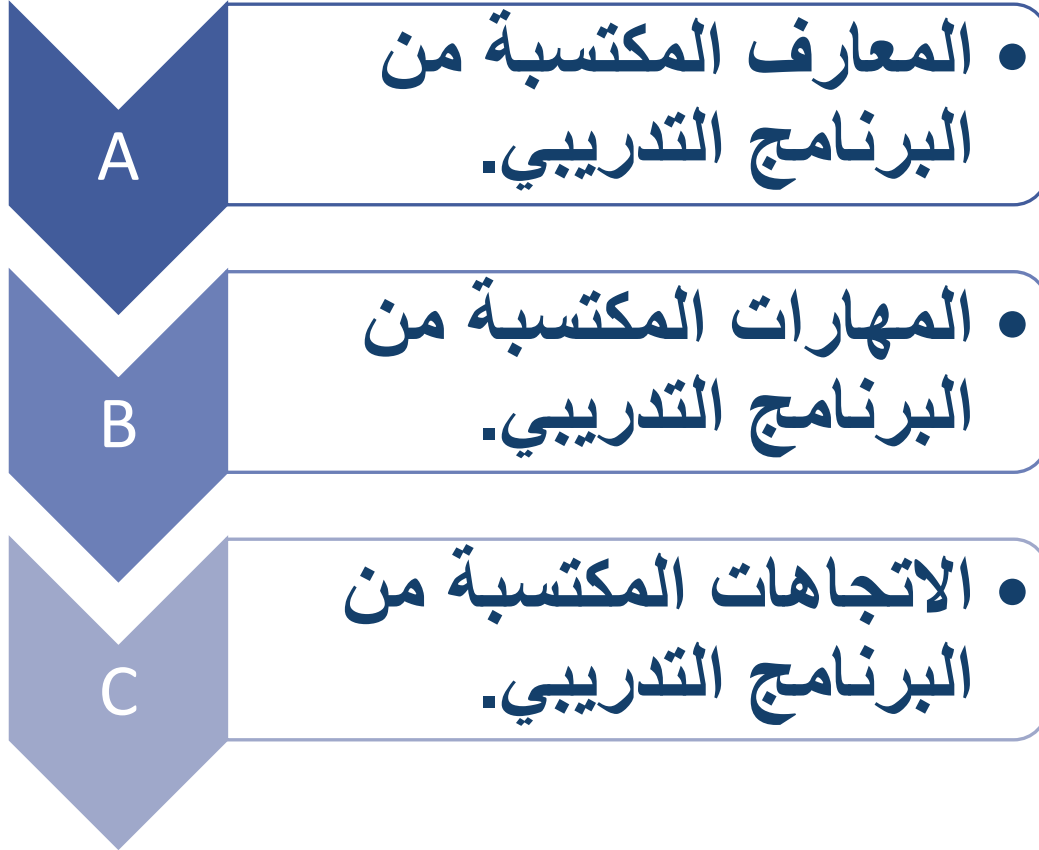 A
• المعارف المكتسبة من
البرنامج التدريبي.
B
• المهارات المكتسبة من
البرنامج التدريبي.
C
• الاتجاهات المكتسبة من
البرنامج التدريبي.